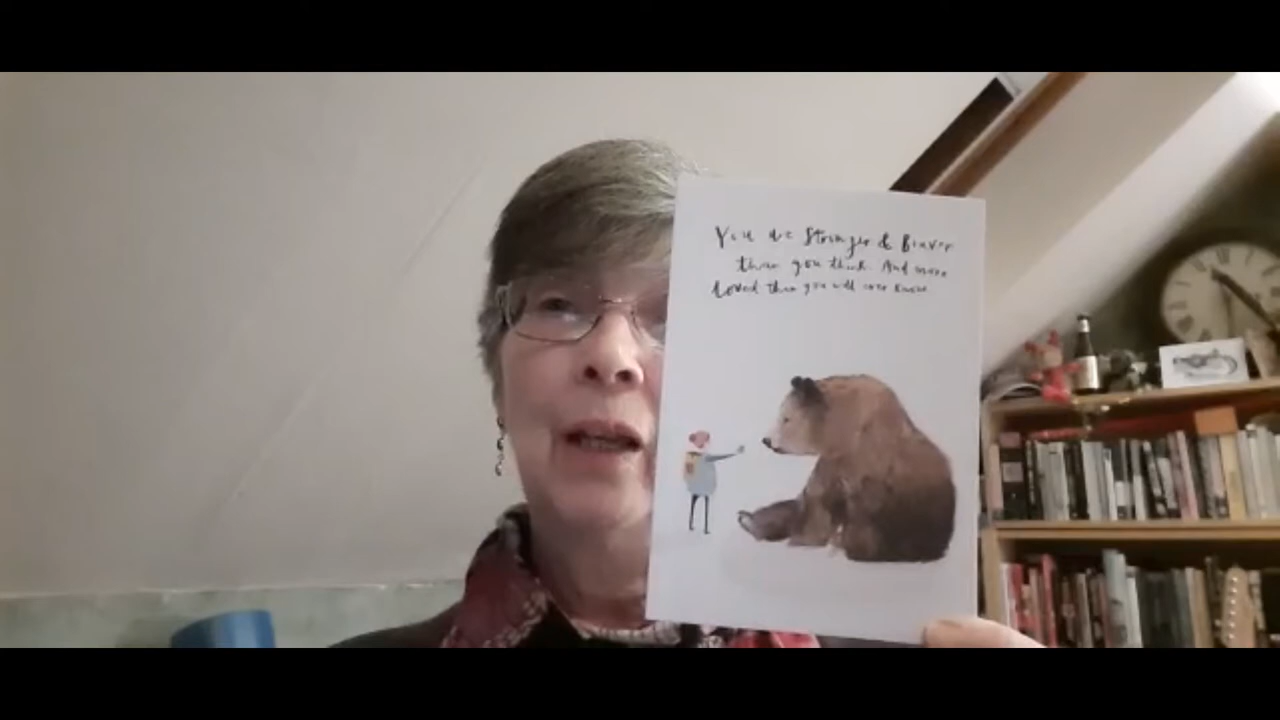 You are Stronger & Braver
than you think. And more
loved than you will ever know.